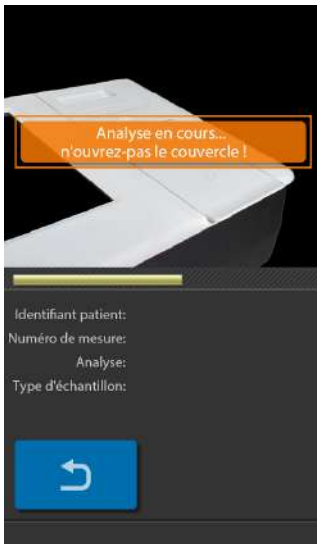 Analyse en cours...
n'ouvrez-pas le couvercle !
Identifiant patient:
Numéro de mesure:
Analyse:
Type d'échantillon: